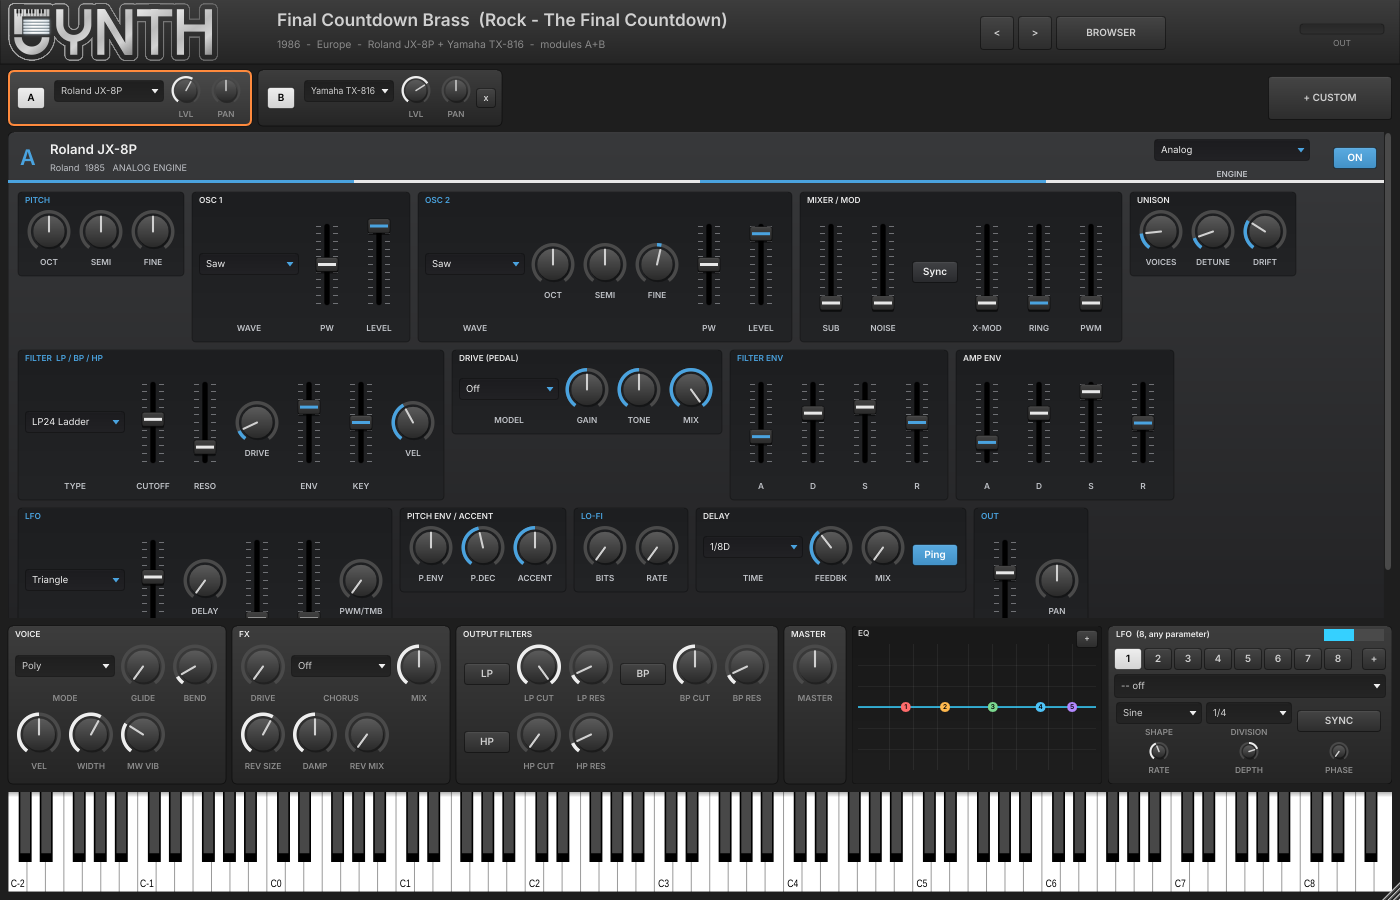 SYNTH
Final Countdown Brass (Rock - The Final Countdown)
1986 - Europe - Roland JX-8P + Yamaha TX-816 - modules A+B
< > BROWSER
OUT
A Roland JX-8P LVL PAN
B Yamaha TX-816 LVL PAN x
+ CUSTOM
A Roland JX-8P
Roland 1985 ANALOG ENGINE
Analog
ENGINE
ON
PITCH
OCT SEMI FINE
OSC 1
Saw
WAVE PW LEVEL
OSC 2
Saw
OCT SEMI FINE
WAVE PW LEVEL
MIXER / MOD
Sync
SUB NOISE X-MOD RING PWM
UNISON
VOICES DETUNE DRIFT
FILTER LP / BP / HP
LP24 Ladder
DRIVE VEL
TYPE CUTOFF RESO ENV KEY
DRIVE (PEDAL)
Off
MODEL GAIN TONE MIX
FILTER ENV
A D S R
AMP ENV
A D S R
LFO
Triangle
DELAY PWM/TMB
PITCH ENV / ACCENT
P.ENV P.DEC ACCENT
LO-FI
BITS RATE
DELAY
1/8D
Ping
TIME FEEDBK MIX
OUT
PAN
VOICE
Poly
MODE GLIDE BEND
VEL WIDTH MW VIB
FX
Off
DRIVE CHORUS MIX
REV SIZE DAMP REV MIX
OUTPUT FILTERS
LP BP
LP CUT LP RES BP CUT BP RES
HP
HP CUT HP RES
MASTER
MASTER
EQ +
1 2 3 4 5
LFO (8, any parameter)
1 2 3 4 5 6 7 8 +
-- off
Sine 1/4 SYNC
SHAPE DIVISION
RATE DEPTH PHASE
C-2 C-1 C0 C1 C2 C3 C4 C5 C6 C7 C8